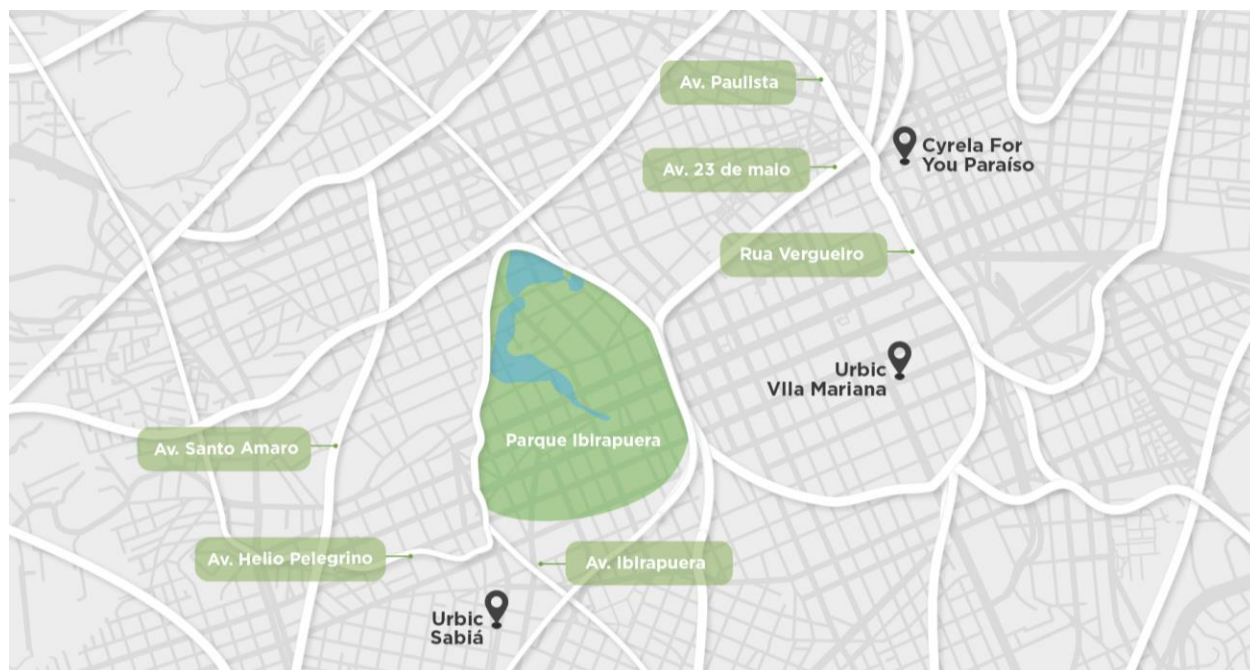 Av. Paulista
Cyrela For
You Paraíso
Av. 23 de maio
Rua Vergueiro
Urbic
VIla Mariana
Parque Ibirapuera
Av. Santo Amaro
Av. Helio Pelegrino
Av. Ibirapuera
Urbic
Sabiá